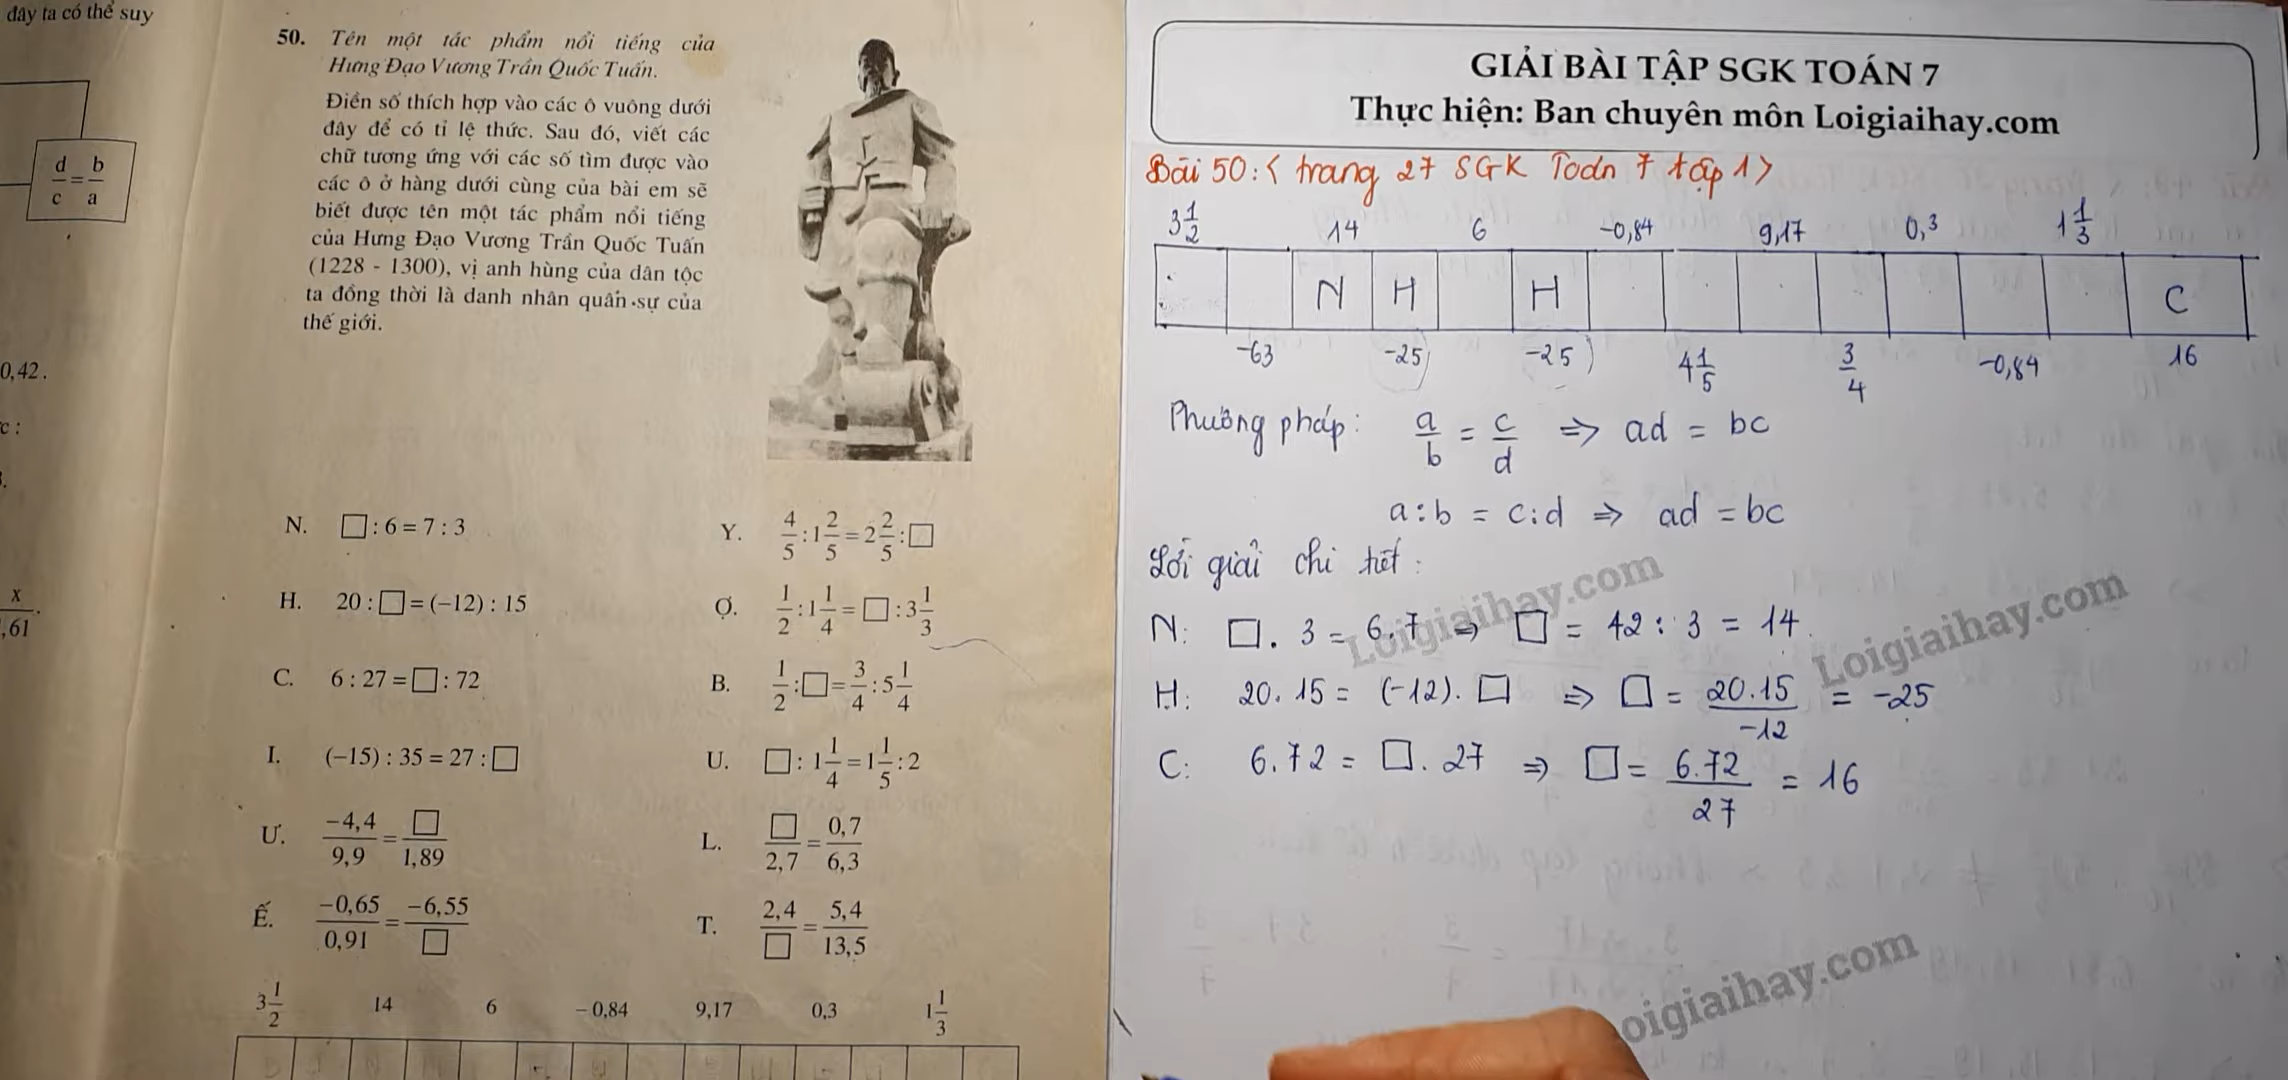 dây ta có thể suy
d/c = b/a
0,42.
c :
x/,61.
50. Tên một tác phẩm nổi tiếng của
Hưng Đạo Vương Trần Quốc Tuấn.
Điền số thích hợp vào các ô vuông dưới
đây để có tỉ lệ thức. Sau đó, viết các
chữ tương ứng với các số tìm được vào
các ô ở hàng dưới cùng của bài em sẽ
biết được tên một tác phẩm nổi tiếng
của Hưng Đạo Vương Trần Quốc Tuấn
(1228 - 1300), vị anh hùng của dân tộc
ta đồng thời là danh nhân quân sự của
thế giới.
N. □ : 6 = 7 : 3
Y. 4/5 : 1 2/5 = 2 2/5 : □
H. 20 : □ = (–12) : 15
Ợ. 1/2 : 1 1/4 = □ : 3 1/3
C. 6 : 27 = □ : 72
B. 1/2 : □ = 3/4 : 5 1/4
I. (–15) : 35 = 27 : □
U. □ : 1 1/4 = 1 1/5 : 2
Ư. –4,4/9,9 = □/1,89
L. □/2,7 = 0,7/6,3
Ế. –0,65/0,91 = –6,55/□
T. 2,4/□ = 5,4/13,5
3 1/2 14 6 –0,84 9,17 0,3 1 1/3
GIẢI BÀI TẬP SGK TOÁN 7
Thực hiện: Ban chuyên môn Loigiaihay.com
Bài 50: < trang 27 SGK Toán 7 tập 1>
3 1/2 14 6 -0,84 9,17 0,3 1 1/3
N H H C
-63 -25 -25 4 1/5 3/4 -0,84 16
Phương pháp: a/b = c/d ⇒ ad = bc
a : b = c : d ⇒ ad = bc
Lời giải chi tiết :
N: □ . 3 = 6.7 ⇒ □ = 42 : 3 = 14
H: 20. 15 = (-12). □ ⇒ □ = 20.15/-12 = -25
C: 6.72 = □ . 27 ⇒ □ = 6.72/27 = 16
Loigiaihay.com
Loigiaihay.com
oigiaihay.com